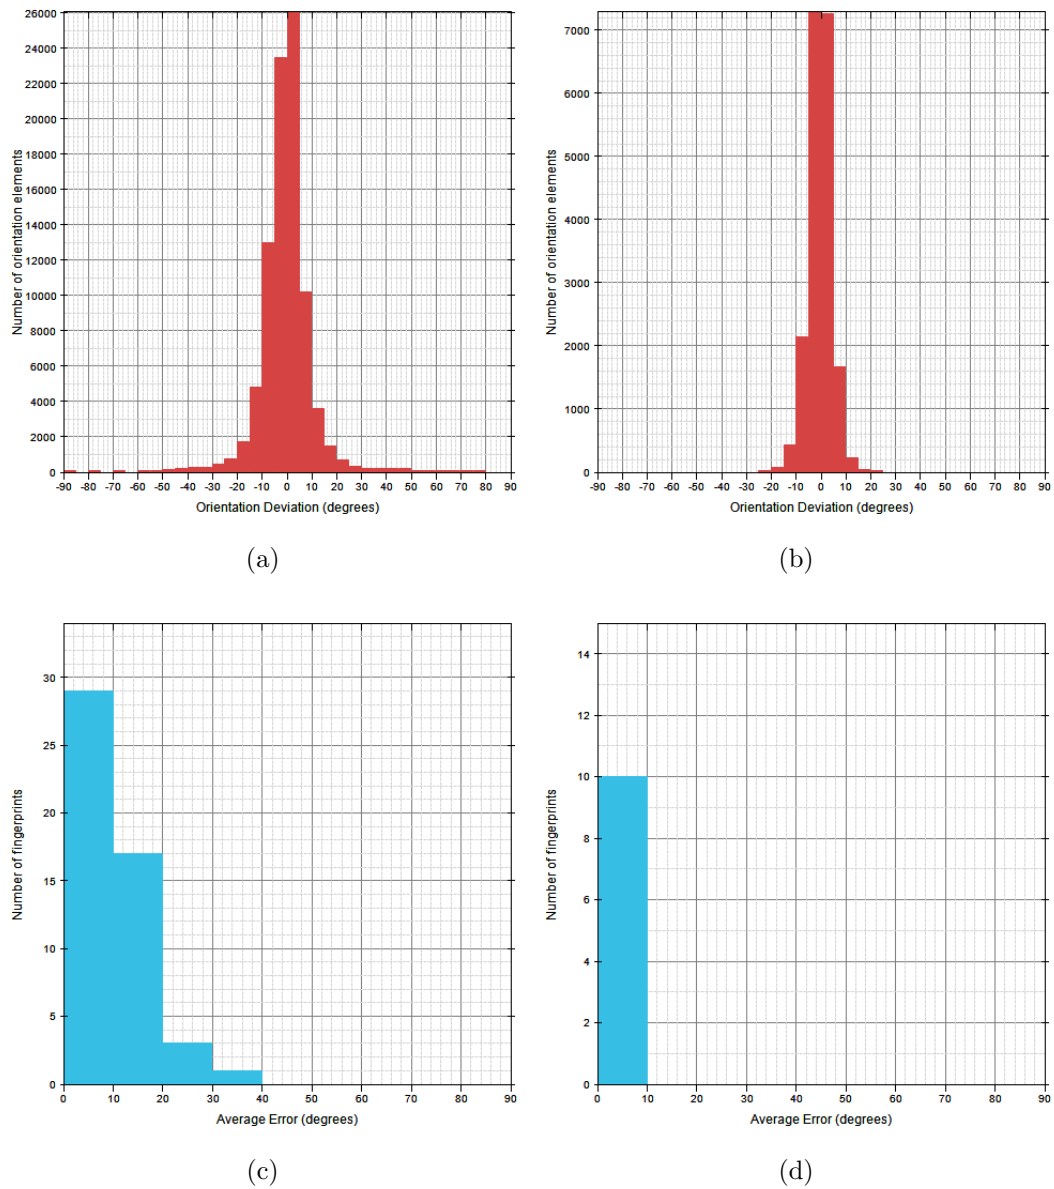 26000
24000
22000
20000
18000
16000
14000
12000
10000
8000
6000
4000
2000
0
Number of orientation elements
-90 -80 -70 -60 -50 -40 -30 -20 -10 0 10 20 30 40 50 60 70 80 90
Orientation Deviation (degrees)
(a)
7000
6000
5000
4000
3000
2000
1000
0
Number of orientation elements
-90 -80 -70 -60 -50 -40 -30 -20 -10 0 10 20 30 40 50 60 70 80 90
Orientation Deviation (degrees)
(b)
30
25
20
15
10
5
0
Number of fingerprints
0 10 20 30 40 50 60 70 80 90
Average Error (degrees)
(c)
14
12
10
8
6
4
2
0
Number of fingerprints
0 10 20 30 40 50 60 70 80 90
Average Error (degrees)
(d)